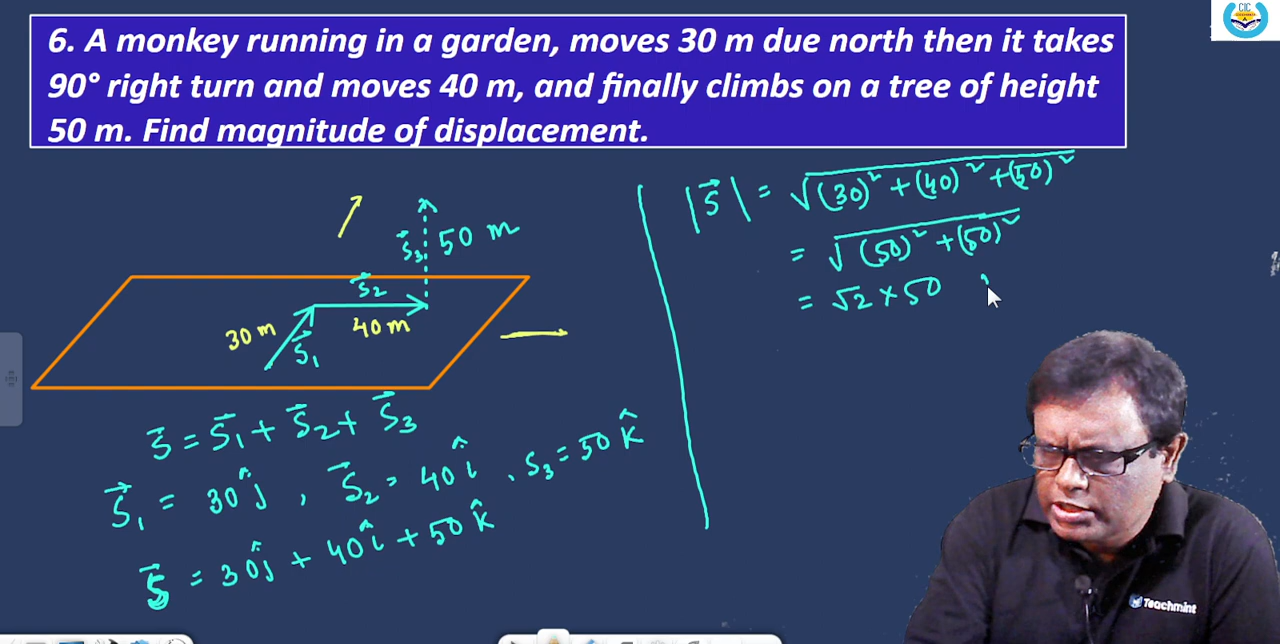 CIC
6. A monkey running in a garden, moves 30 m due north then it takes
90° right turn and moves 40 m, and finally climbs on a tree of height
50 m. Find magnitude of displacement.
S⃗₃ 50 m
S⃗₂
30 m S⃗₁ 40 m
S⃗ = S⃗₁ + S⃗₂ + S⃗₃
S⃗₁ = 30ĵ, S⃗₂ = 40î, S₃ = 50k̂
S⃗ = 30ĵ + 40î + 50k̂
|S⃗| = √(30)² + (40)² + (50)²
= √(50)² + (50)²
= √2 × 50
Teachmint